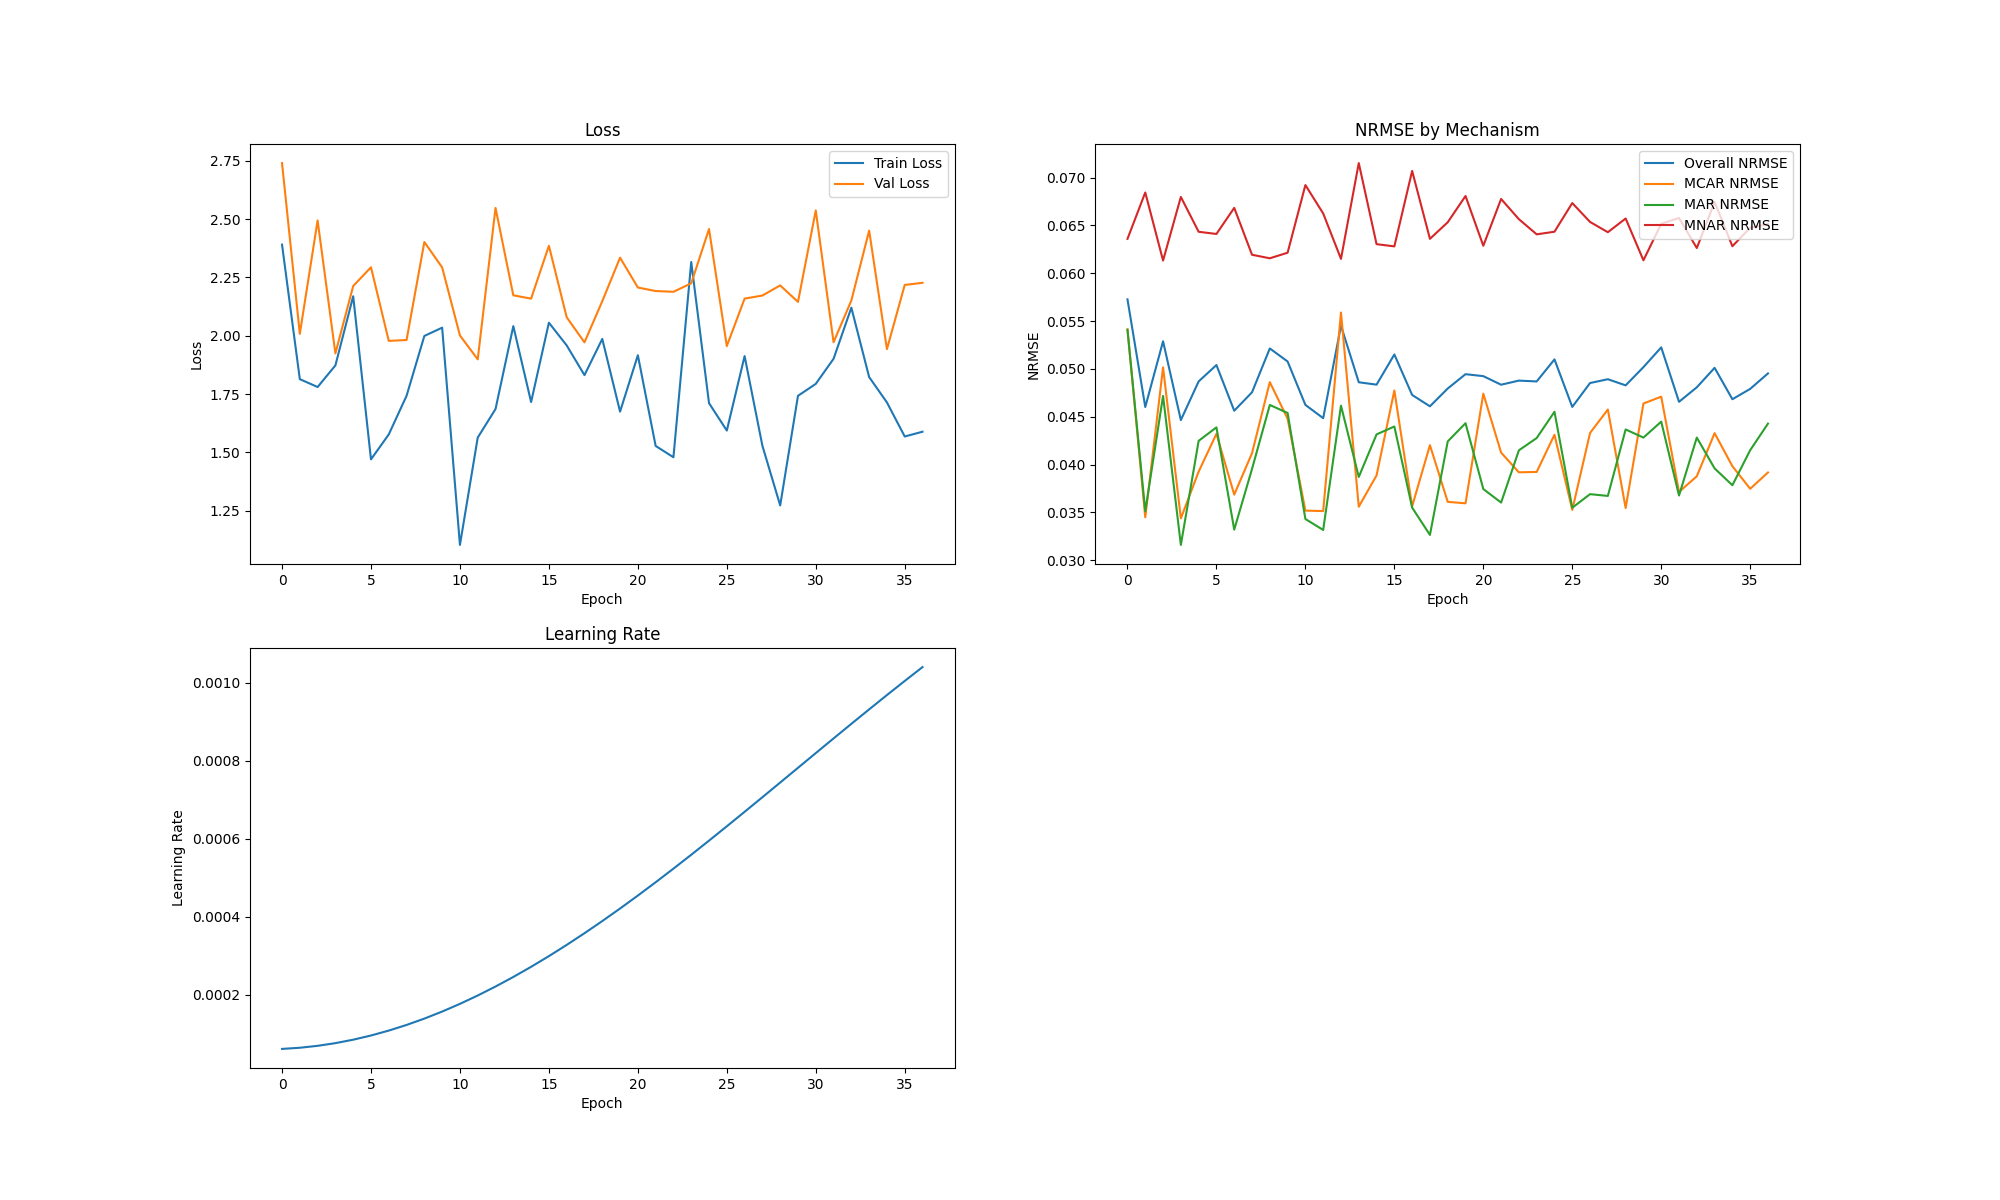 Loss
2.75
2.50
2.25
2.00
1.75
1.50
1.25
Loss
Train Loss
Val Loss
0 5 10 15 20 25 30 35
Epoch
NRMSE by Mechanism
0.070
0.065
0.060
0.055
0.050
0.045
0.040
0.035
0.030
NRMSE
Overall NRMSE
MCAR NRMSE
MAR NRMSE
MNAR NRMSE
0 5 10 15 20 25 30 35
Epoch
Learning Rate
0.0010
0.0008
0.0006
0.0004
0.0002
Learning Rate
0 5 10 15 20 25 30 35
Epoch